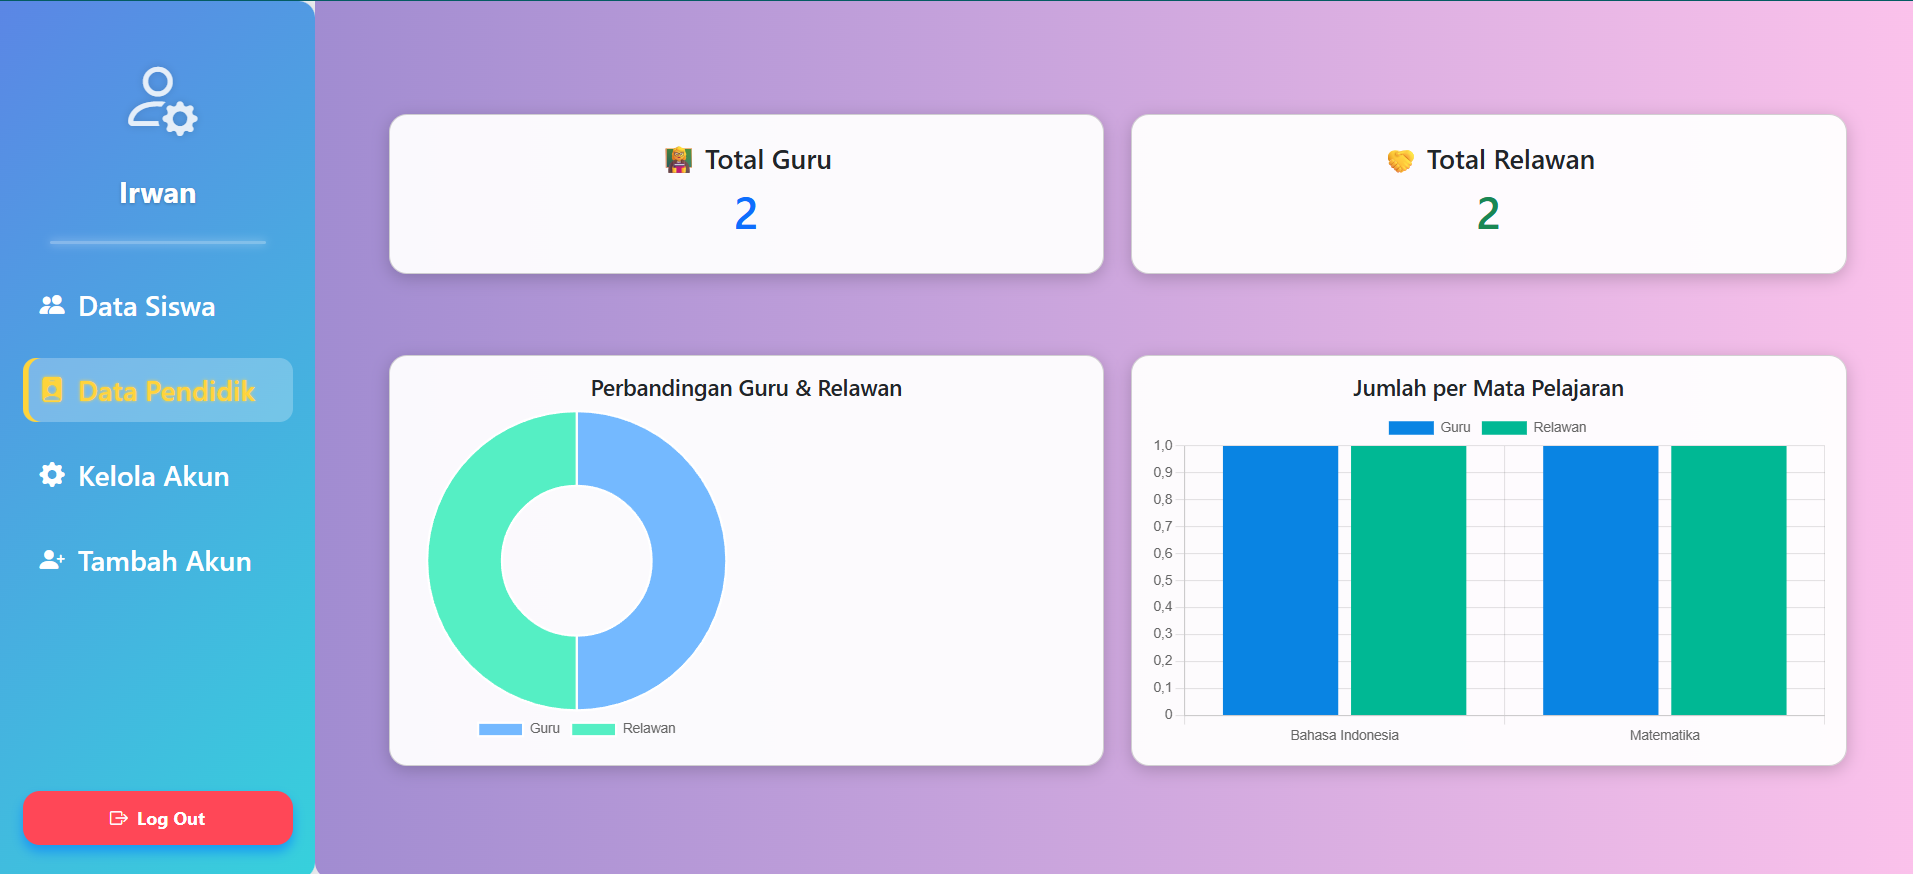 Irwan
Data Siswa
Data Pendidik
Kelola Akun
Tambah Akun
Log Out
Total Guru
2
Total Relawan
2
Perbandingan Guru & Relawan
Guru Relawan
Jumlah per Mata Pelajaran
Guru Relawan
1,0
0,9
0,8
0,7
0,6
0,5
0,4
0,3
0,2
0,1
0
Bahasa Indonesia Matematika